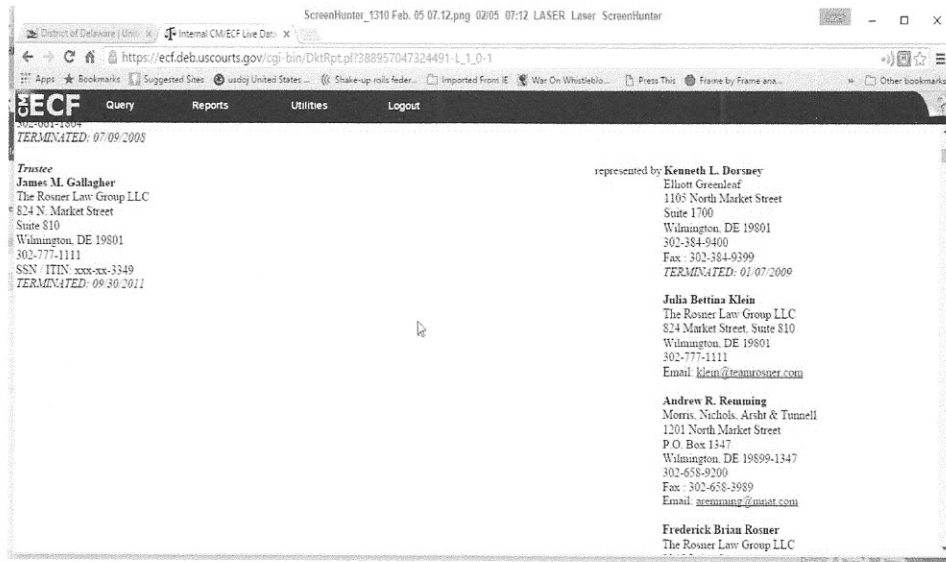 ScreenHunter_1310 Feb. 05 07.12.png 02/05 07:12 LASER Laser ScreenHunter
District of Delaware | Unit
Internal CM/ECF Live Data
https://ecf.deb.uscourts.gov/cgi-bin/DktRpt.pl?388957047324491-L_1_0-1
Apps Bookmarks Suggested Sites usdoj United States ... Shake-up roils feder... Imported From IE War On Whistleblo... Press This Frame by Frame ana... » Other bookmarks
CM ECF Query Reports Utilities Logout
TERMINATED: 07/09/2008
Trustee
James M. Gallagher
The Rosner Law Group LLC
824 N. Market Street
Suite 810
Wilmington, DE 19801
302-777-1111
SSN / ITIN: xxx-xx-3349
TERMINATED: 09/30/2011
represented by Kenneth L. Dorsney
Elliott Greenleaf
1105 North Market Street
Suite 1700
Wilmington, DE 19801
302-384-9400
Fax : 302-384-9399
TERMINATED: 01/07/2009
Julia Bettina Klein
The Rosner Law Group LLC
824 Market Street, Suite 810
Wilmington, DE 19801
302-777-1111
Email: klein@teamrosner.com
Andrew R. Remming
Morris, Nichols, Arsht & Tunnell
1201 North Market Street
P.O. Box 1347
Wilmington, DE 19899-1347
302-658-9200
Fax : 302-658-3989
Email: aremming@mnat.com
Frederick Brian Rosner
The Rosner Law Group LLC